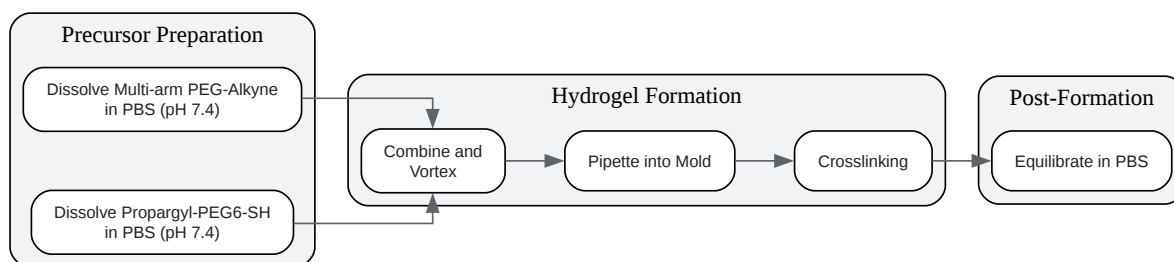 Precursor Preparation
Dissolve Multi-arm PEG-Alkyne
in PBS (pH 7.4)
Dissolve Propargyl-PEG6-SH
in PBS (pH 7.4)
Hydrogel Formation
Combine and
Vortex
Pipette into Mold
Crosslinking
Post-Formation
Equilibrate in PBS